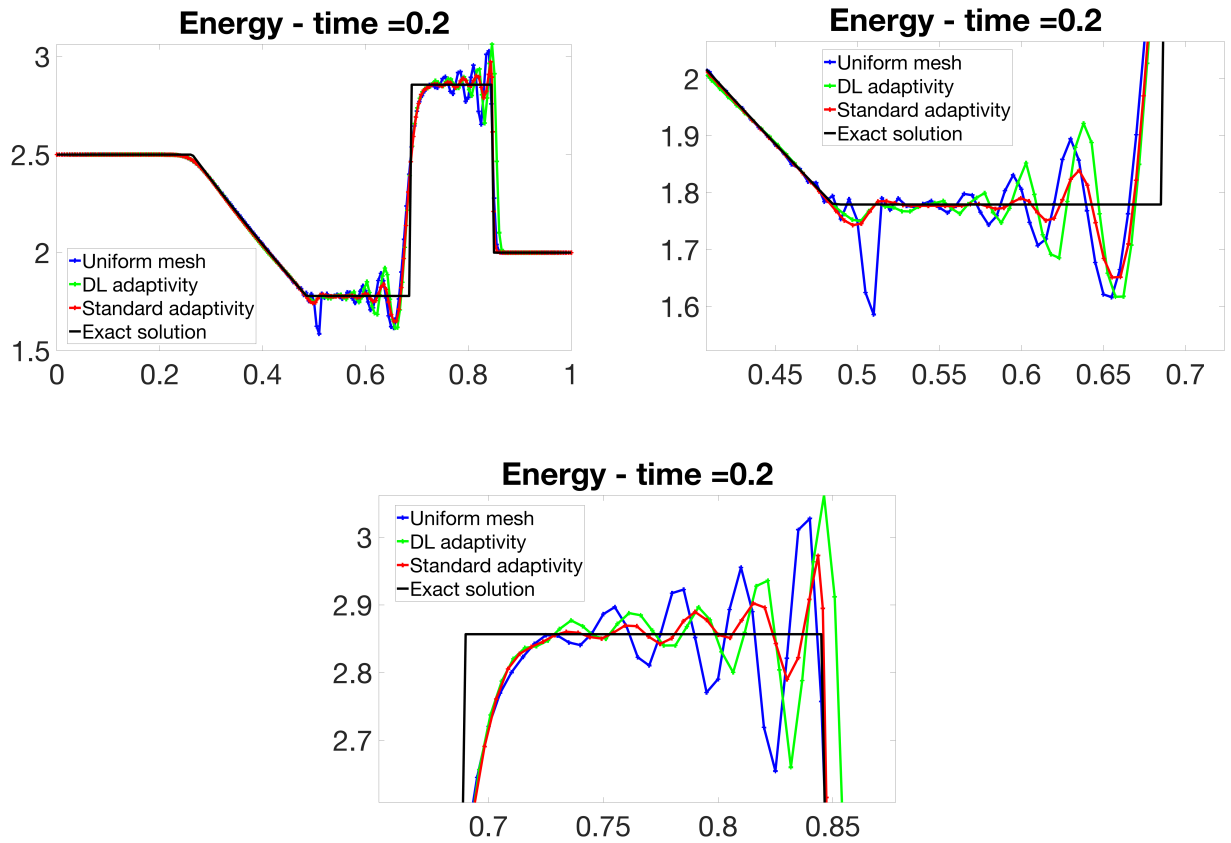 Energy - time =0.2
3
2.5
2
1.5
0
0.2
0.4
0.6
0.8
1
Uniform mesh
DL adaptivity
Standard adaptivity
Exact solution
Energy - time =0.2
2
1.9
1.8
1.7
1.6
0.45
0.5
0.55
0.6
0.65
0.7
Uniform mesh
DL adaptivity
Standard adaptivity
Exact solution
Energy - time =0.2
3
2.9
2.8
2.7
0.7
0.75
0.8
0.85
Uniform mesh
DL adaptivity
Standard adaptivity
Exact solution